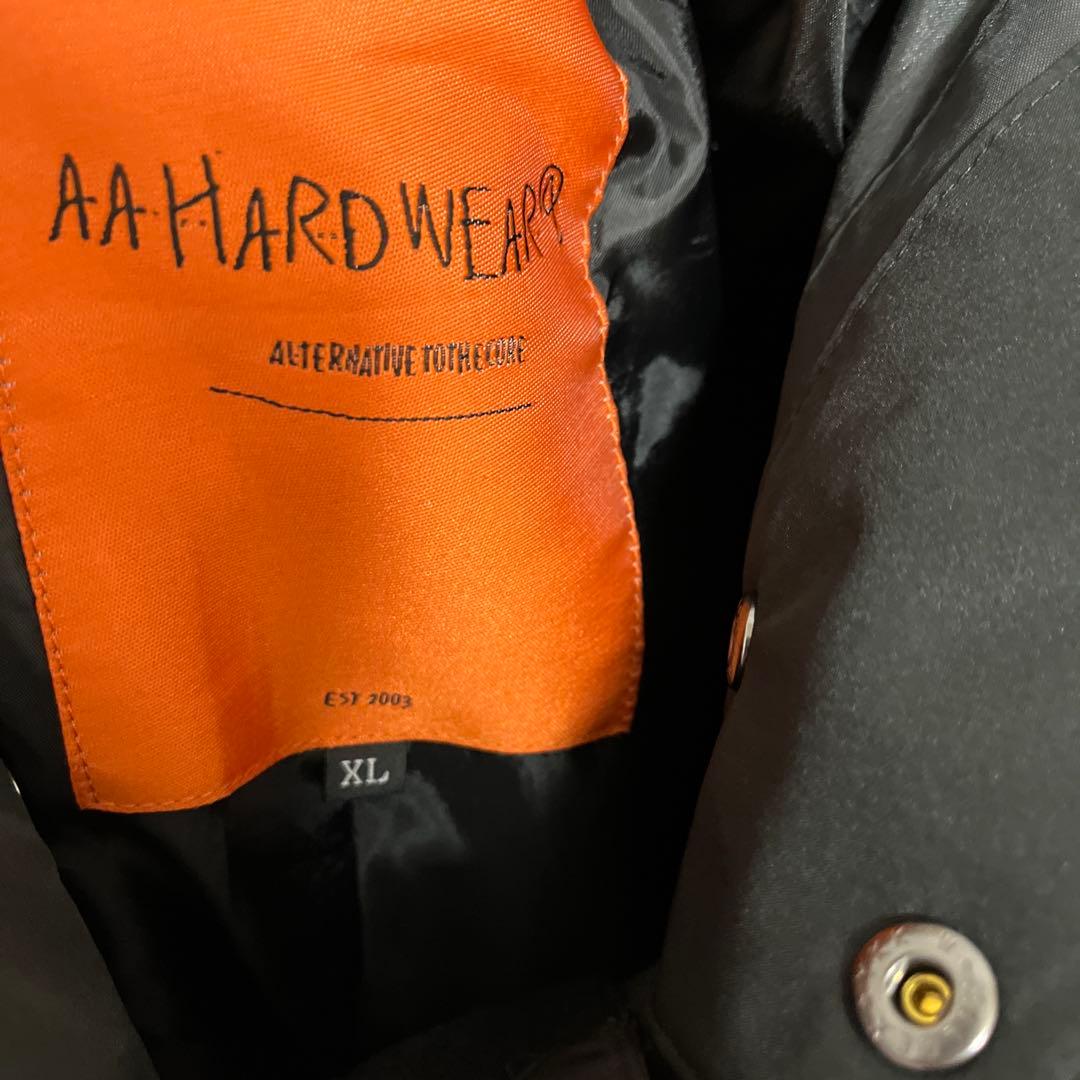 AA HARDWEAR®
ALTERNATIVE TO THE CORE
EST 2003
XL